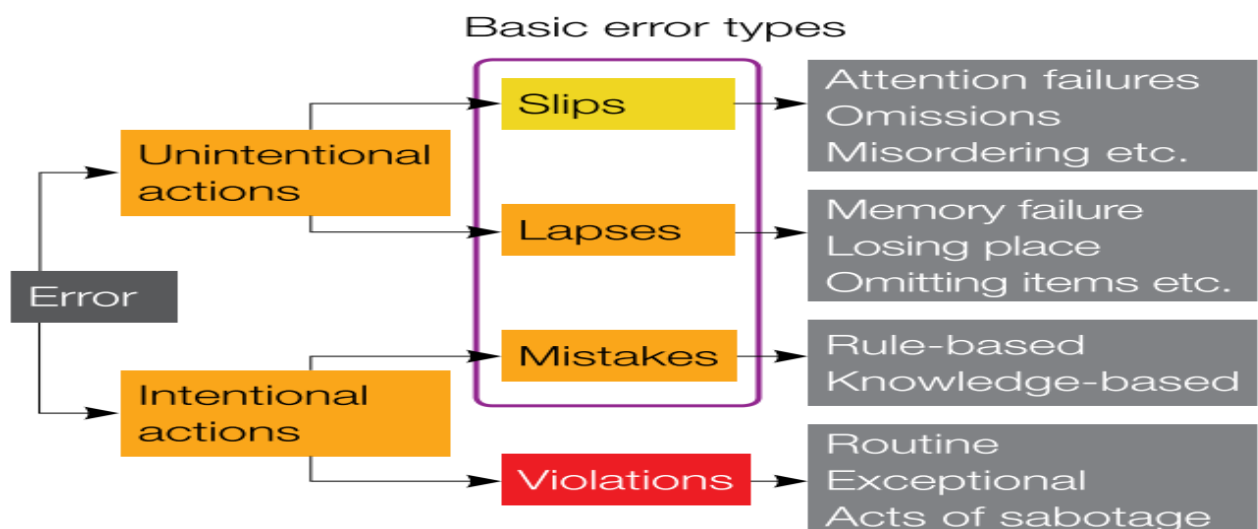 Basic error types
Slips
Attention failures
Omissions
Misordering etc.
Unintentional
actions
Lapses
Memory failure
Losing place
Omitting items etc.
Error
Mistakes
Rule-based
Knowledge-based
Intentional
actions
Violations
Routine
Exceptional
Acts of sabotage